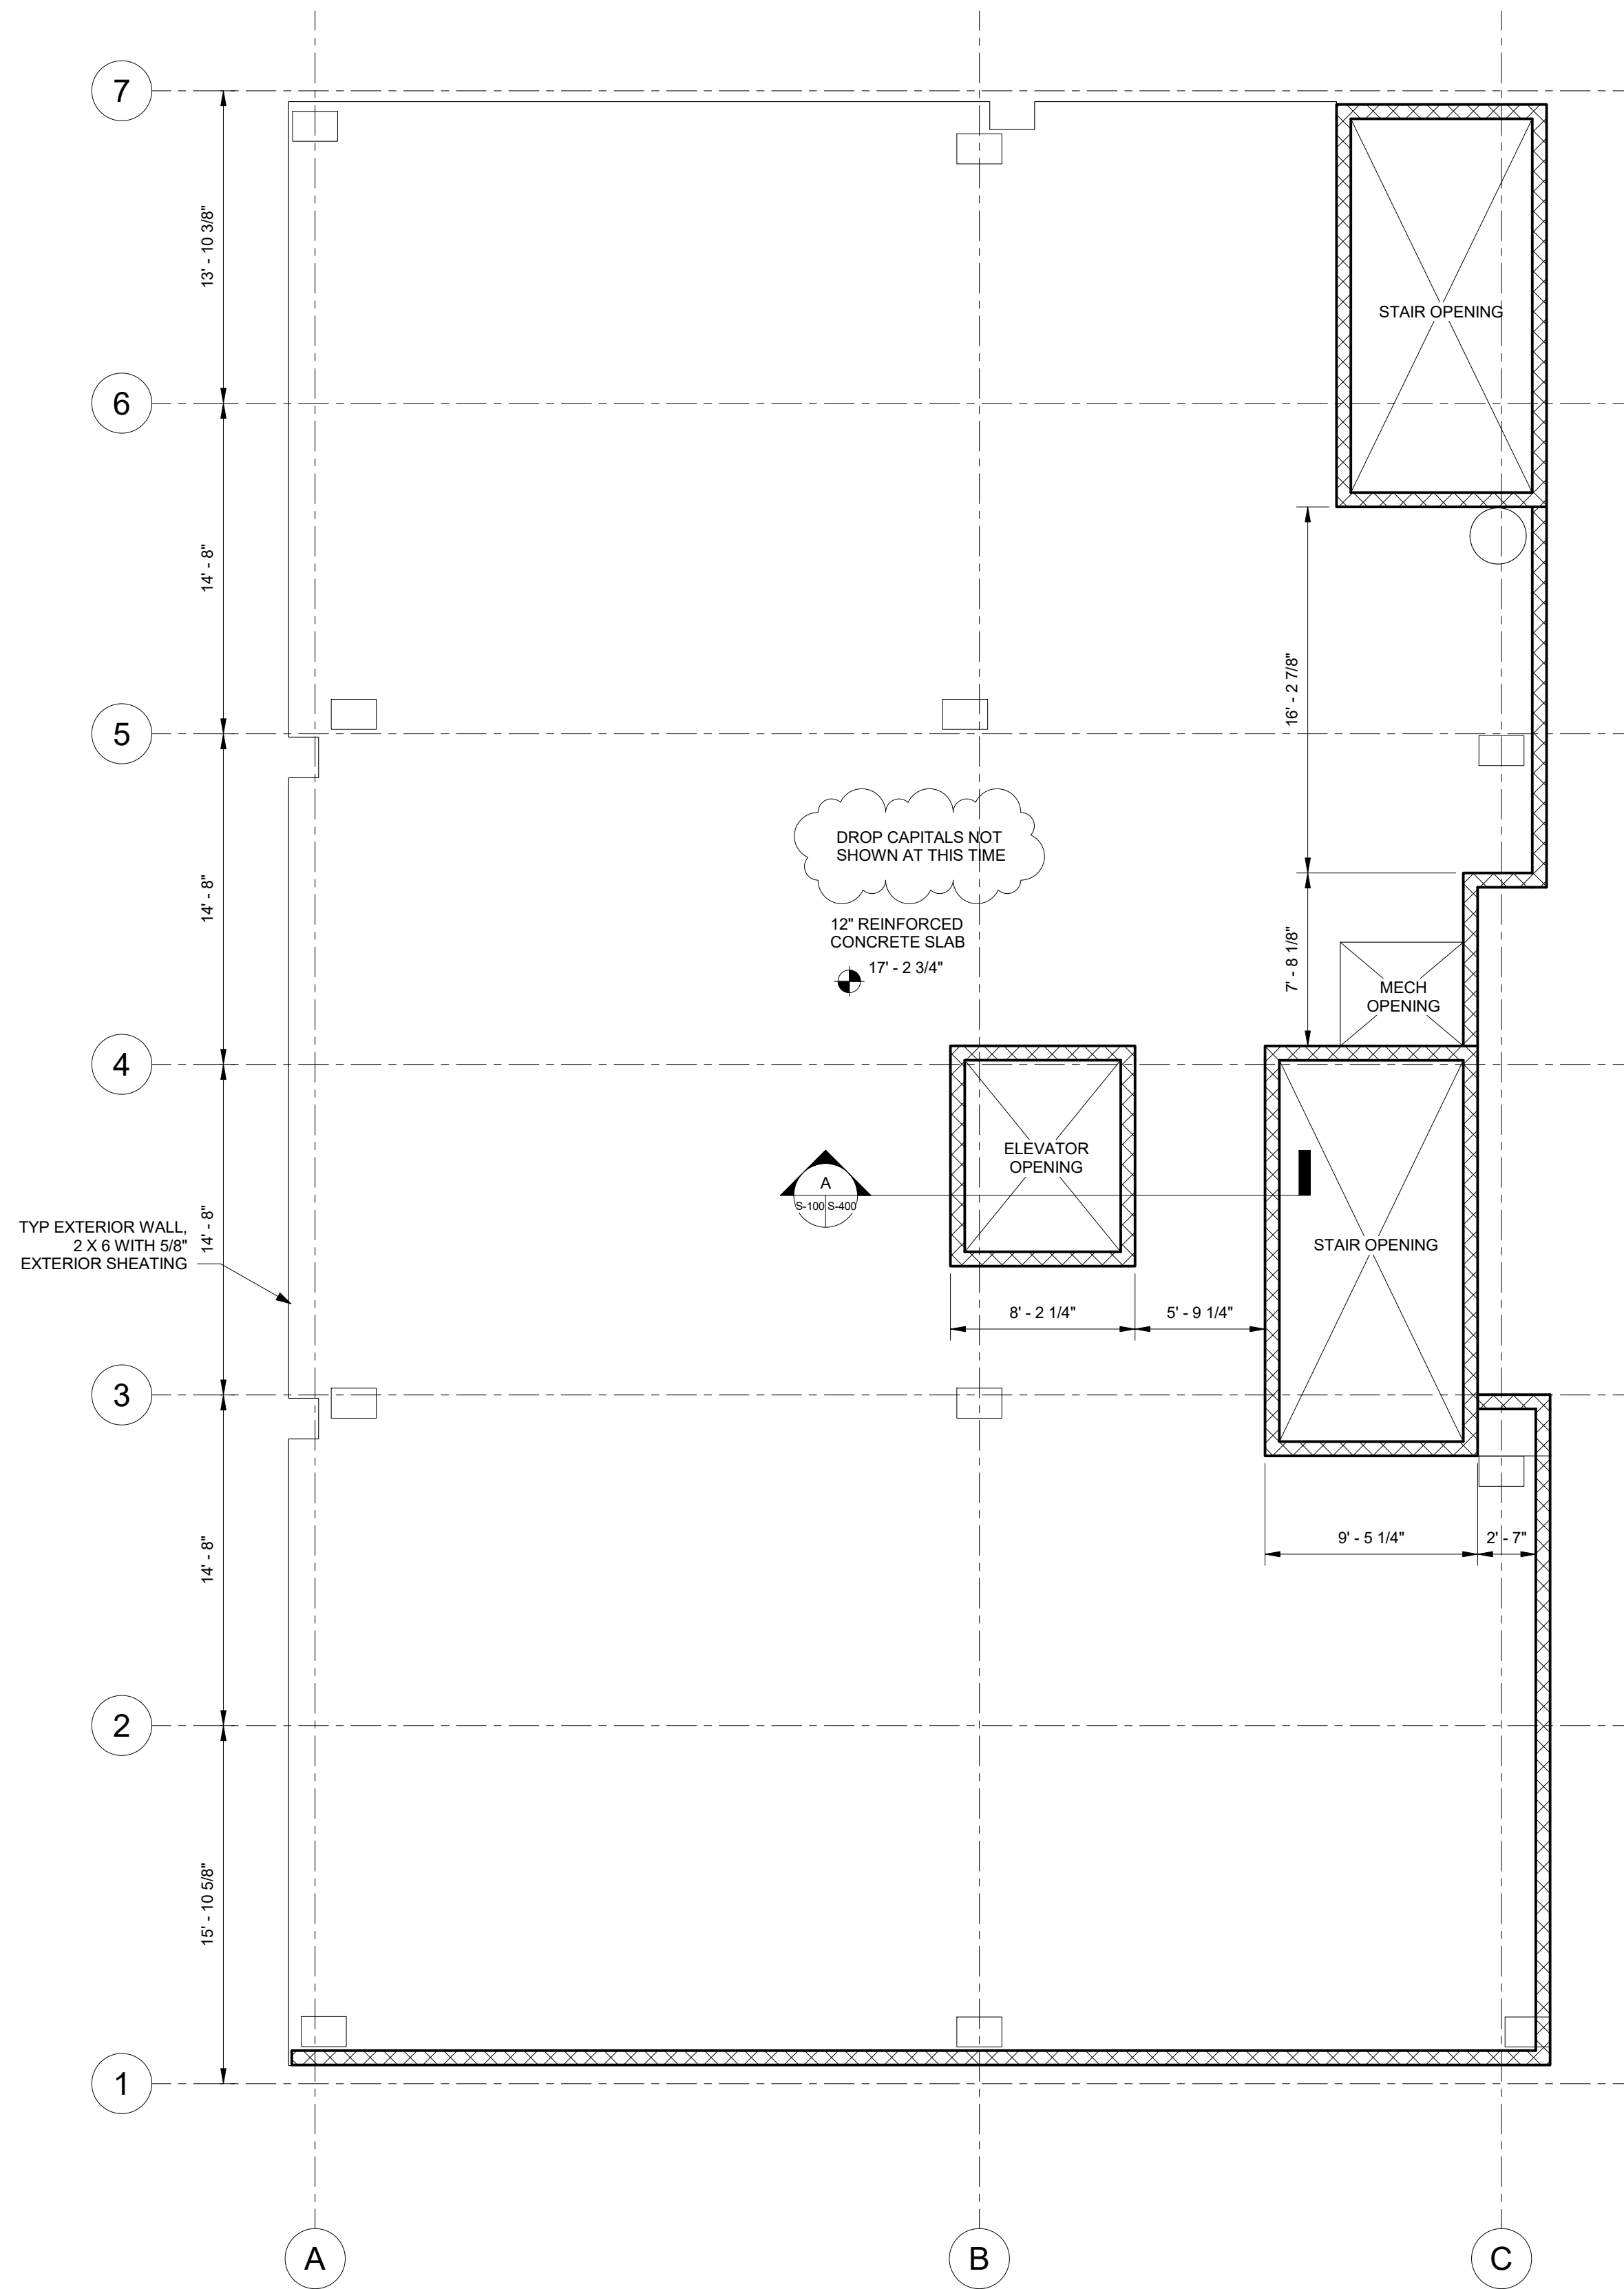 7
13' - 10 3/8"
STAIR OPENING
6
14' - 8"
16' - 2 7/8"
5
DROP CAPITALS NOT
SHOWN AT THIS TIME
14' - 8"
12" REINFORCED
CONCRETE SLAB
17' - 2 3/4"
7' - 8 1/8"
MECH
OPENING
4
ELEVATOR
OPENING
A
S-100 S-400
TYP EXTERIOR WALL,
2 X 6 WITH 5/8"
EXTERIOR SHEATING
14' - 8"
STAIR OPENING
8' - 2 1/4"
5' - 9 1/4"
3
14' - 8"
9' - 5 1/4"
2' - 7"
2
15' - 10 5/8"
1
A
B
C